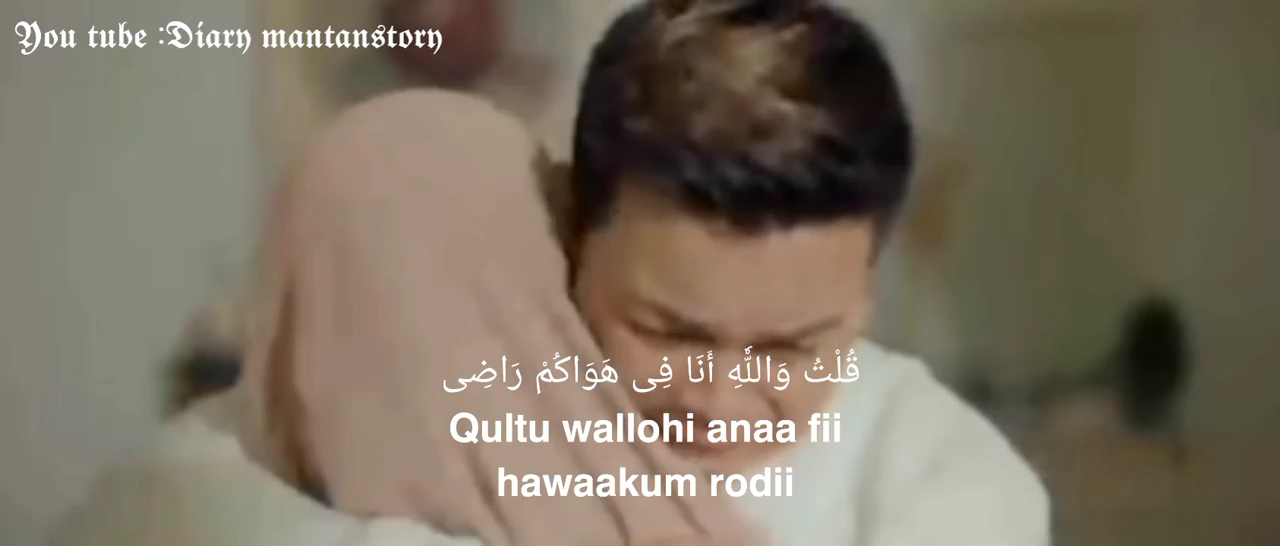 You tube :Diary mantanstory
قُلْتُ وَاللّٰهِ أَنَا فِى هَوَاكُمْ رَاضِى
Qultu wallohi anaa fii
hawaakum rodii